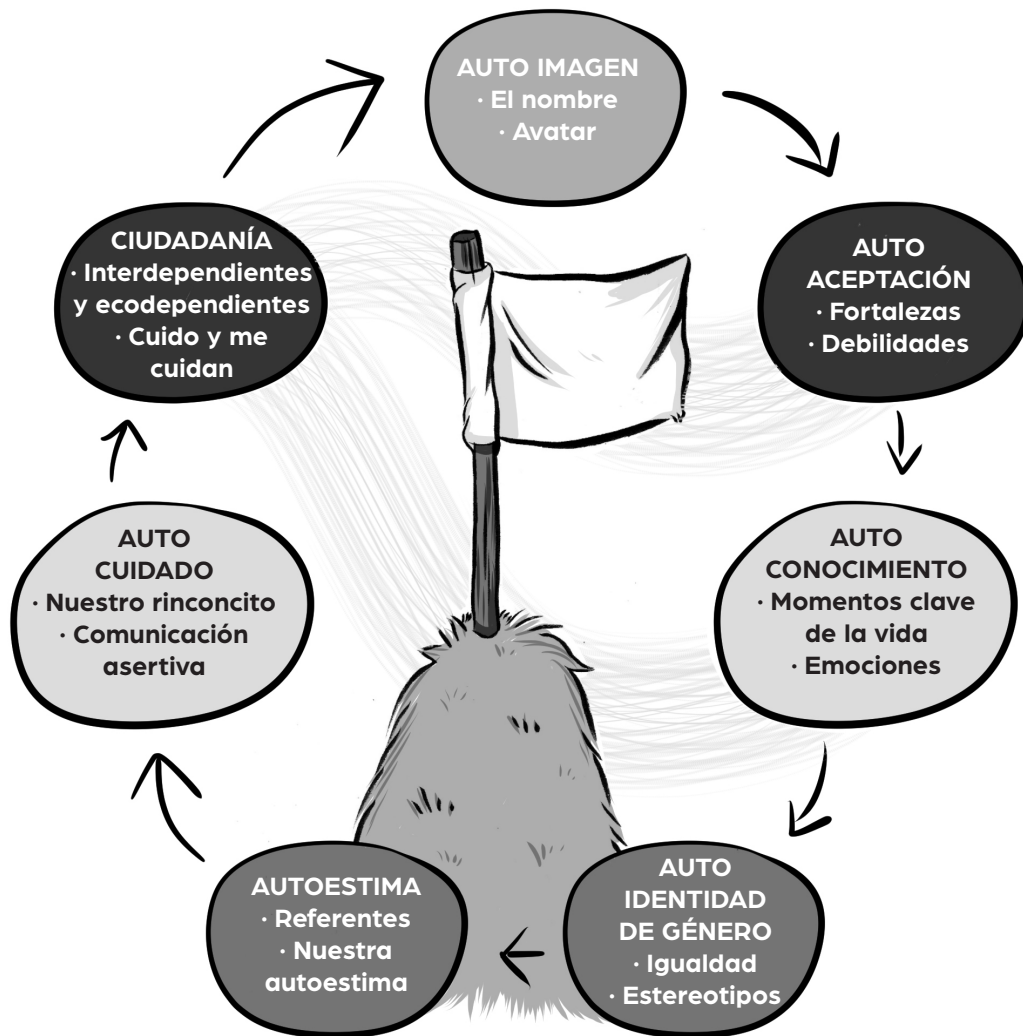 AUTO IMAGEN
· El nombre
· Avatar
AUTO
ACEPTACIÓN
· Fortalezas
· Debilidades
AUTO
CONOCIMIENTO
· Momentos clave
de la vida
· Emociones
AUTO
IDENTIDAD
DE GÉNERO
· Igualdad
· Estereotipos
AUTOESTIMA
· Referentes
· Nuestra
autoestima
AUTO
CUIDADO
· Nuestro rinconcito
· Comunicación
asertiva
CIUDADANÍA
· Interdependientes
y ecodependientes
· Cuido y me
cuidan